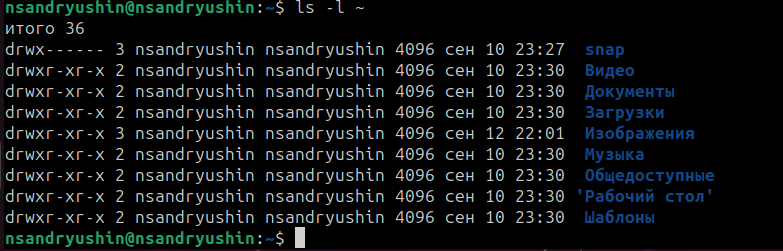 nsandryushin@nsandryushin:~$ ls -l ~
итого 36
drwx------ 3 nsandryushin nsandryushin 4096 сен 10 23:27  snap
drwxr-xr-x 2 nsandryushin nsandryushin 4096 сен 10 23:30  Видео
drwxr-xr-x 2 nsandryushin nsandryushin 4096 сен 10 23:30  Документы
drwxr-xr-x 2 nsandryushin nsandryushin 4096 сен 10 23:30  Загрузки
drwxr-xr-x 3 nsandryushin nsandryushin 4096 сен 12 22:01  Изображения
drwxr-xr-x 2 nsandryushin nsandryushin 4096 сен 10 23:30  Музыка
drwxr-xr-x 2 nsandryushin nsandryushin 4096 сен 10 23:30  Общедоступные
drwxr-xr-x 2 nsandryushin nsandryushin 4096 сен 10 23:30 'Рабочий стол'
drwxr-xr-x 2 nsandryushin nsandryushin 4096 сен 10 23:30  Шаблоны
nsandryushin@nsandryushin:~$